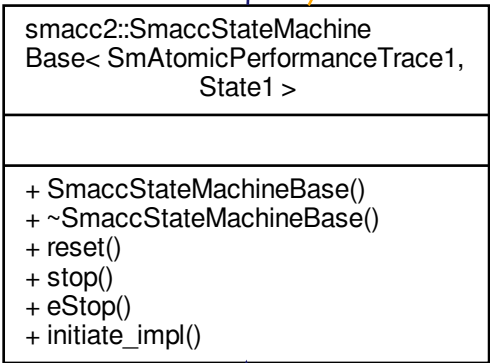 smacc2::SmaccStateMachine
Base< SmAtomicPerformanceTrace1,
State1 >
+ SmaccStateMachineBase()
+ ~SmaccStateMachineBase()
+ reset()
+ stop()
+ eStop()
+ initiate_impl()